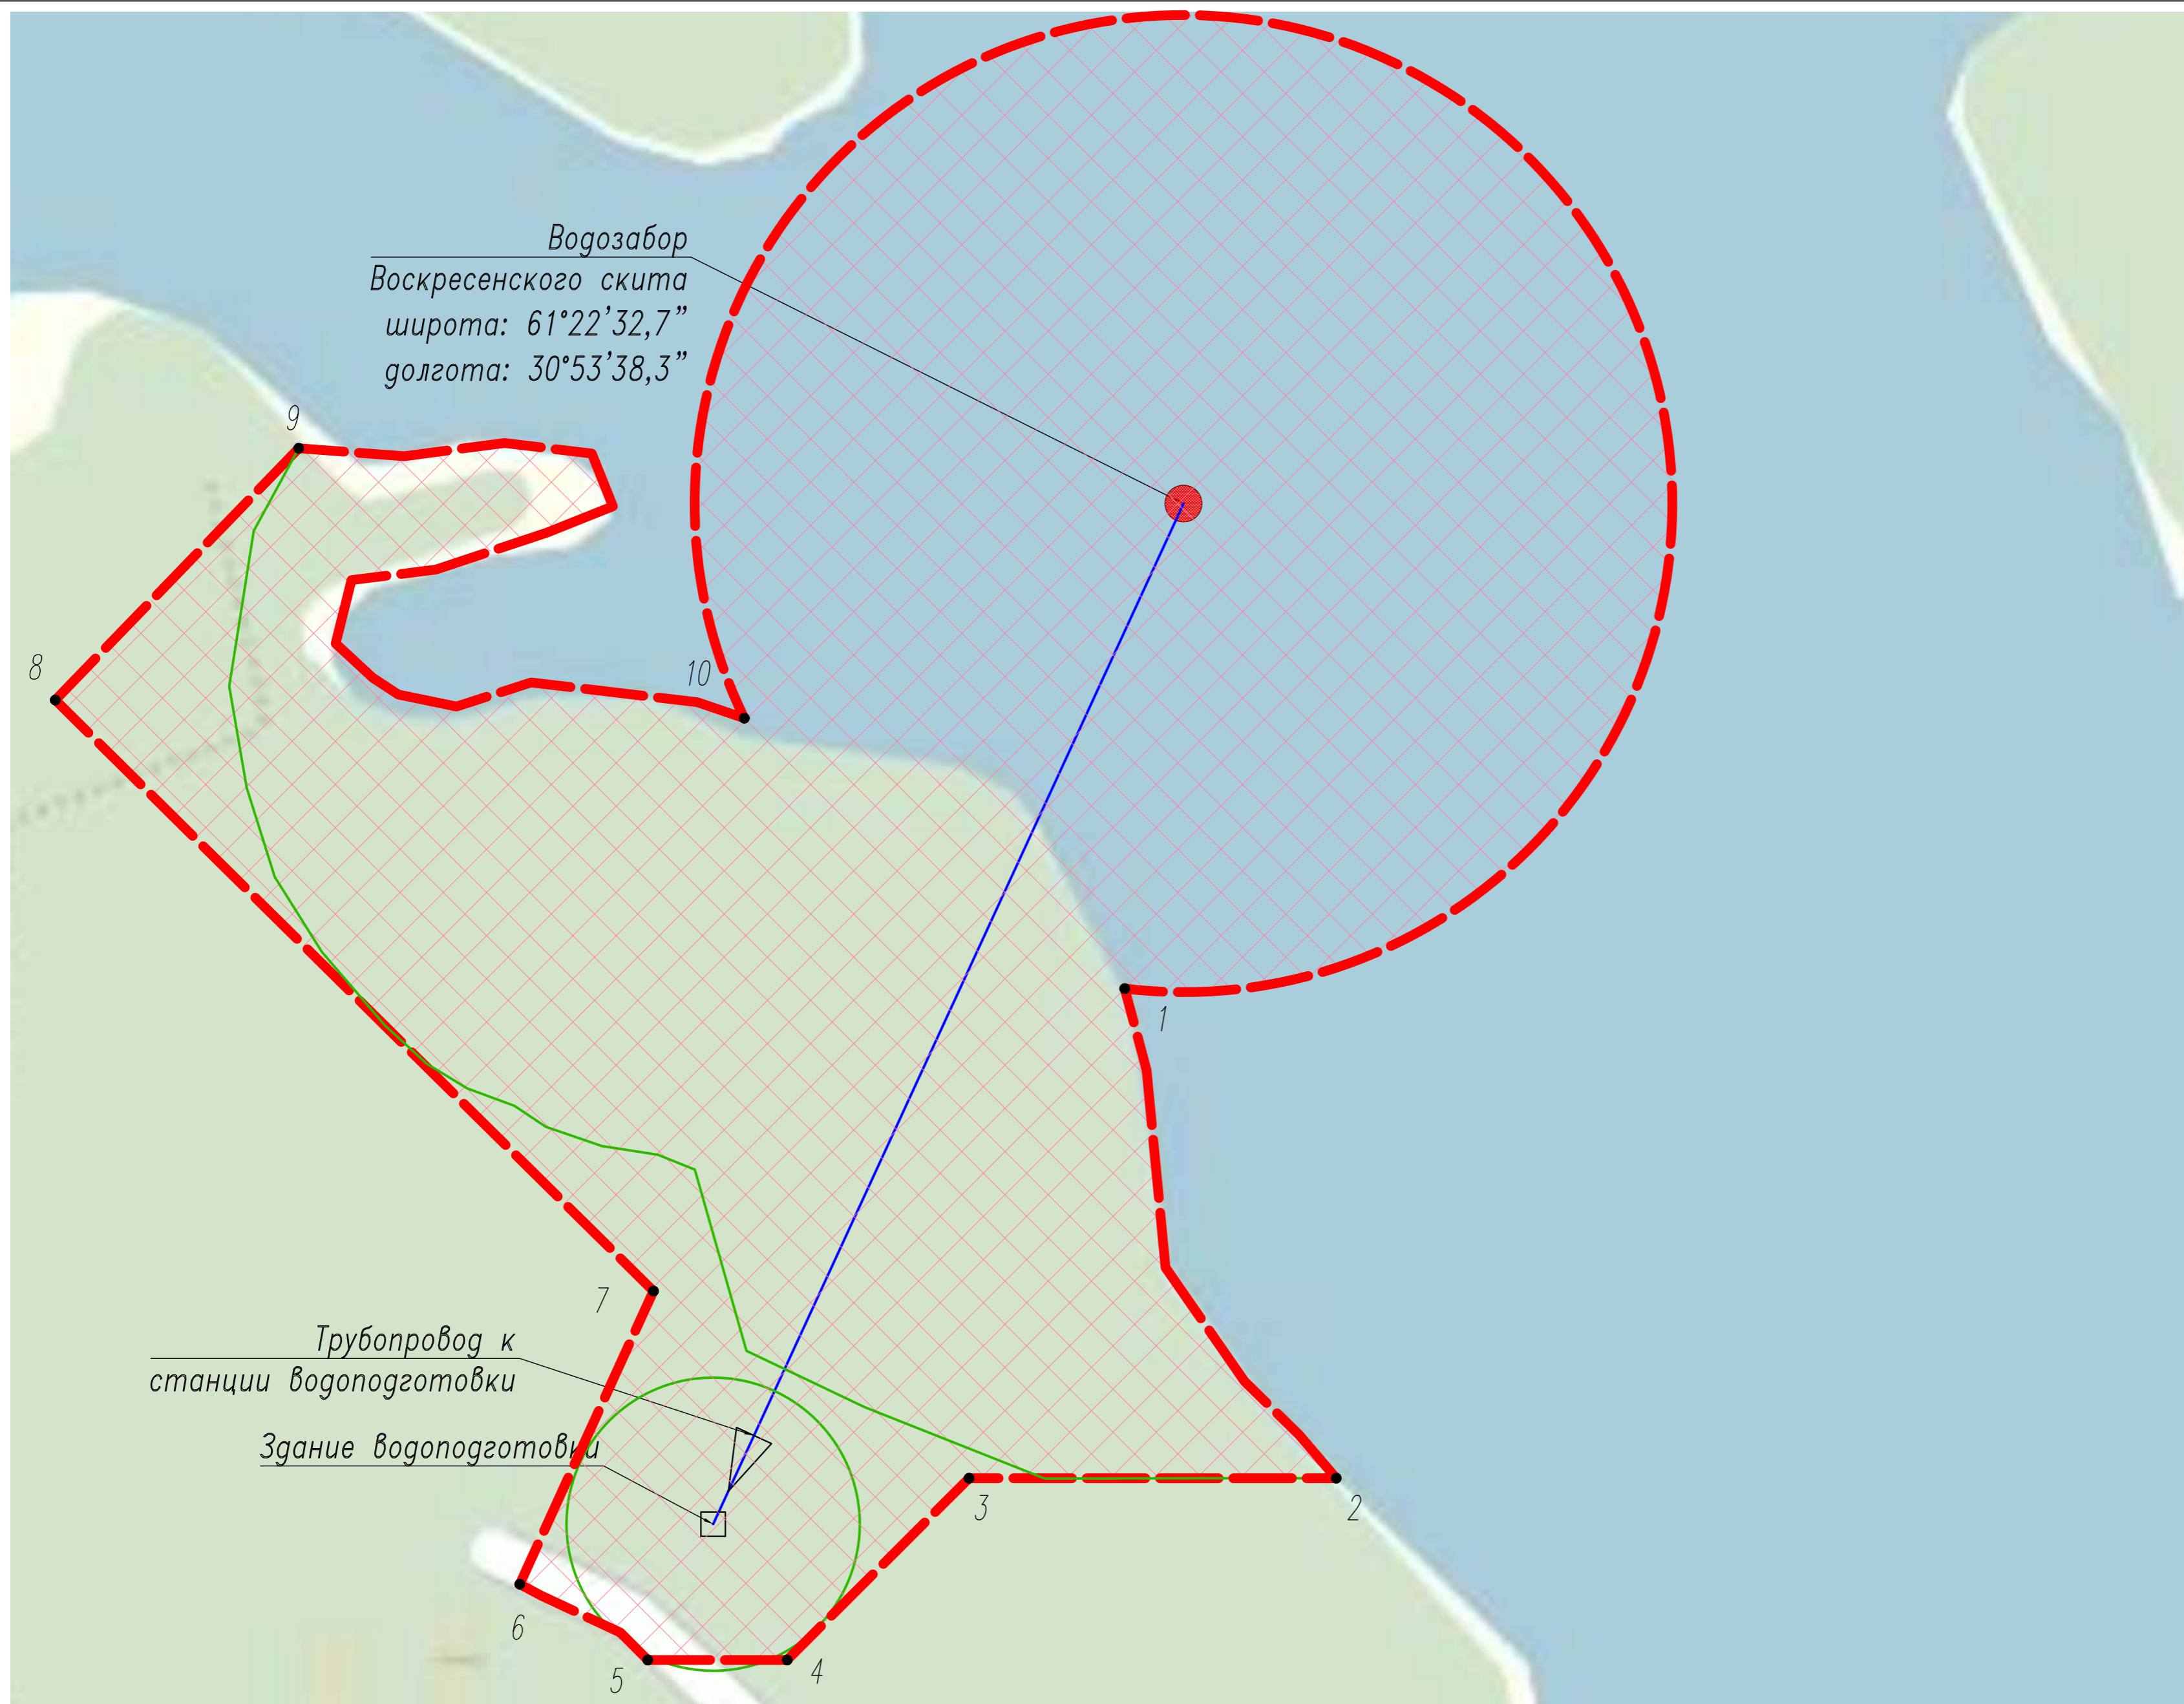 Водозабор
Воскресенского скита
широта: 61°22’32,7”
долгота: 30°53’38,3”
9
8
10
1
7
Трубопровод к
станции водоподготовки
Здание водоподготовки
3
2
6
5
4